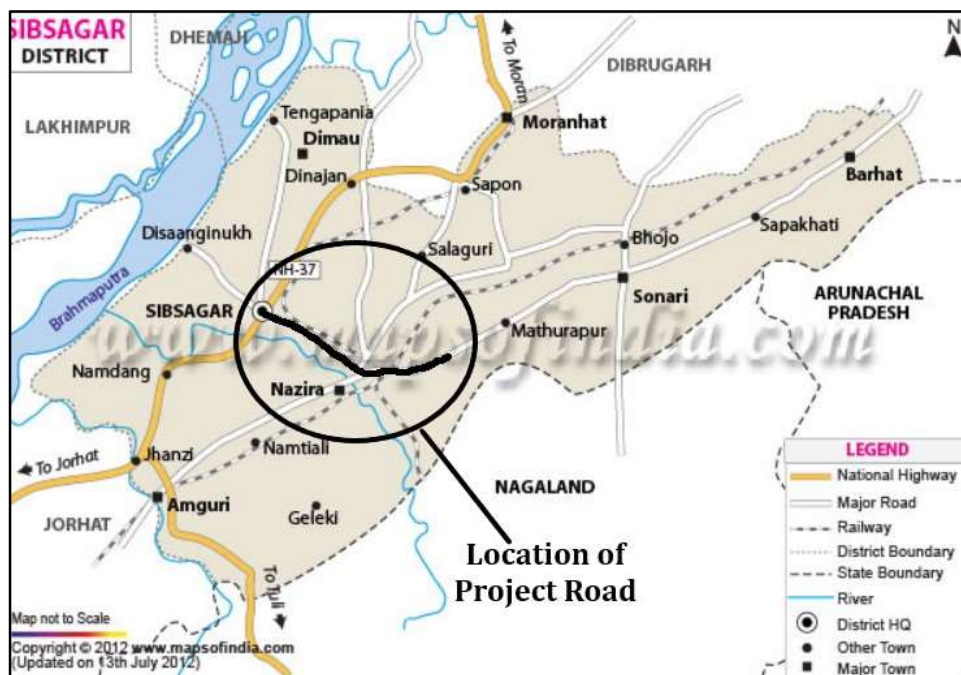 SIBSAGAR
DISTRICT
N
DHEMAJI
To Moran
DIBRUGARH
LAKHIMPUR
Tengapania
Moranhat
Dimau
Barhat
Dinajan
Sapon
Sapakhati
Disaanginukh
Salaguri
Bhojo
NH-37
Brahmaputra
SIBSAGAR
Sonari
ARUNACHAL
PRADESH
www.mapsofindia.com
Mathurapur
Namdang
Nazira
To Jorhat
Jhanzi
Namtiali
NAGALAND
Amguri
JORHAT
Geleki
Location of
Project Road
To Tuli
LEGEND
National Highway
Major Road
Railway
District Boundary
State Boundary
River
District HQ
Other Town
Major Town
Map not to Scale
Copyright © 2012 www.mapsofindia.com
(Updated on 13th July 2012)